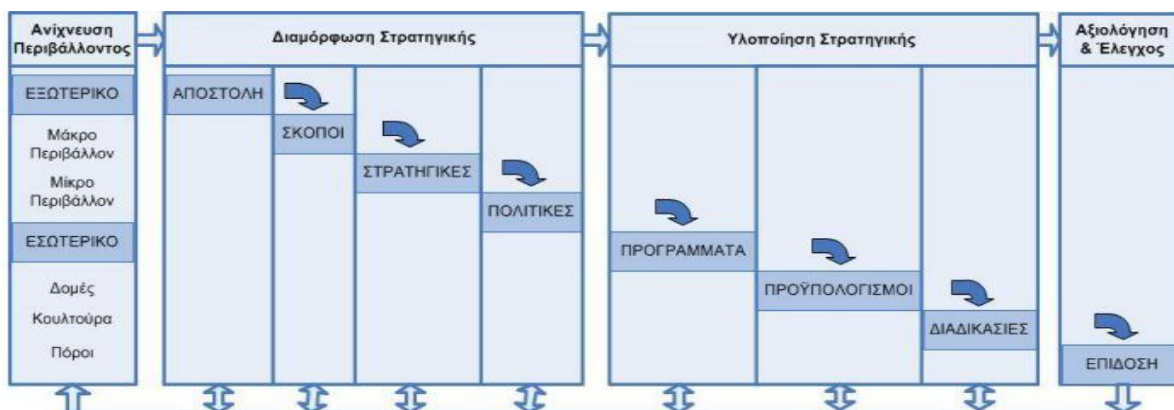 Ανίχνευση
Περιβάλλοντος
Διαμόρφωση Στρατηγικής
Υλοποίηση Στρατηγικής
Αξιολόγηση
& Έλεγχος
ΕΞΩΤΕΡΙΚΟ
Μάκρο
Περιβάλλον
Μίκρο
Περιβάλλον
ΕΣΩΤΕΡΙΚΟ
Δομές
Κουλτούρα
Πόροι
ΑΠΟΣΤΟΛΗ
ΣΚΟΠΟΙ
ΣΤΡΑΤΗΓΙΚΕΣ
ΠΟΛΙΤΙΚΕΣ
ΠΡΟΓΡΑΜΜΑΤΑ
ΠΡΟΫΠΟΛΟΓΙΣΜΟΙ
ΔΙΑΔΙΚΑΣΙΕΣ
ΕΠΙΔΟΣΗ